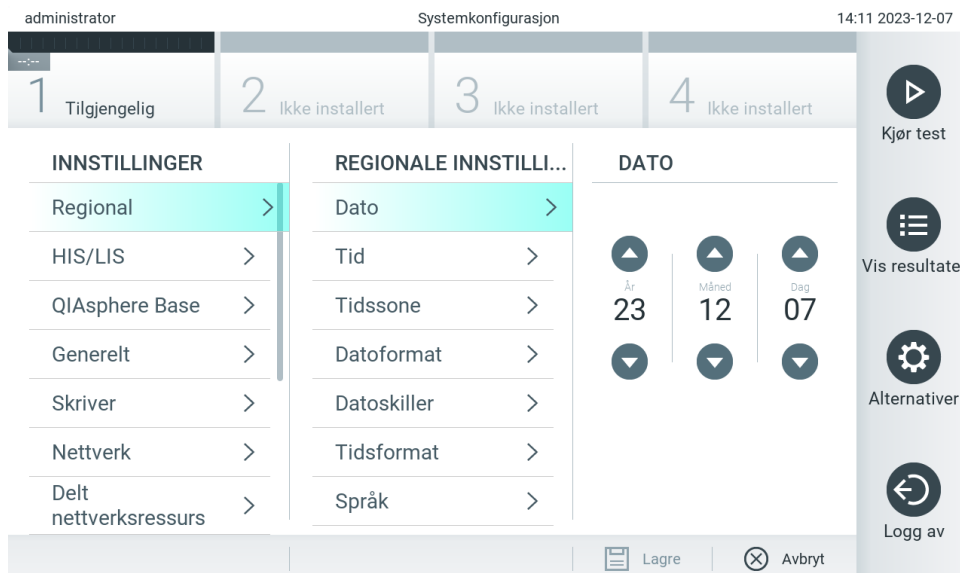 administrator
Systemkonfigurasjon
14:11 2023-12-07
--:--
1 Tilgjengelig
2 Ikke installert
3 Ikke installert
4 Ikke installert
INNSTILLINGER
Regional
HIS/LIS
QIAsphere Base
Generelt
Skriver
Nettverk
Delt
nettverksressurs
REGIONALE INNSTILLI...
Dato
Tid
Tidssone
Datoformat
Datoskiller
Tidsformat
Språk
DATO
År
Måned
Dag
23
12
07
Kjør test
Vis resultate
Alternativer
Logg av
Lagre
Avbryt